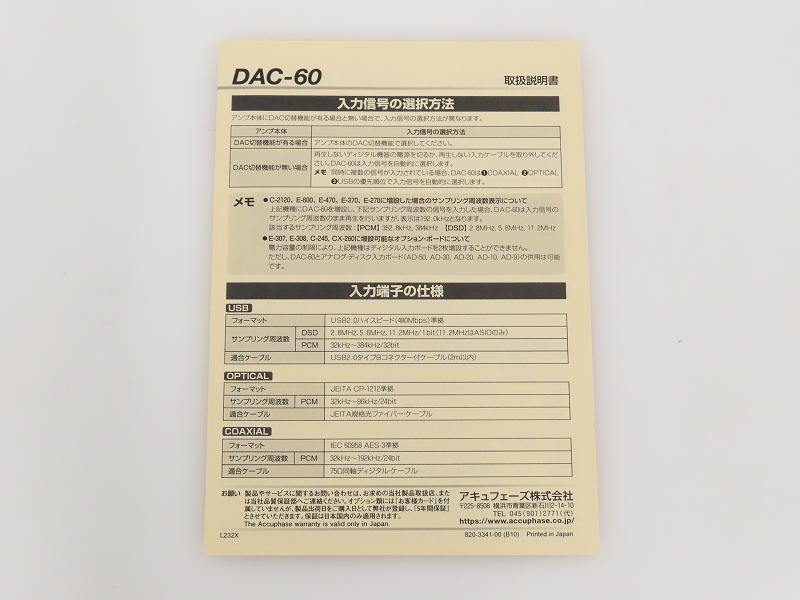 DAC-60
取扱説明書
入力信号の選択方法
アンプ本体にDAC切替機能が有る場合と無い場合で、入力信号の選択方法が異なります。
アンプ本体 入力信号の選択方法
DAC切替機能が有る場合 アンプ本体のDAC切替機能で選択してください。
DAC切替機能が無い場合 再生しないディジタル機器の電源を切るか、再生しない入力ケーブルを取り外してくだ
さい。DAC-60は入力信号を自動的に選択します。
メモ 同時に複数の信号が入力されている場合、DAC-60は❶COAXIAL ❷OPTICAL
❸USBの優先順位で入力信号を自動的に選択します。
メモ
●C-2120、E-600、E-470、E-370、E-270に増設した場合のサンプリング周波数表示について
上記機種にDAC-60を増設し、下記サンプリング周波数の信号を入力した場合、DAC-60は入力信号の
サンプリング周波数のまま再生を行いますが、表示は192.0kHzとなります。
該当するサンプリング周波数:【PCM】352.8kHz、384kHz 【DSD】2.8MHz、5.6MHz、11.2MHz
●E-307、E-308、C-245、CX-260に増設可能なオプション・ボードについて
電力容量の制限により、上記機種はディジタル入力ボードを2枚増設することができません。
ただし、DAC-60とアナログ・ディスク入力ボード(AD-50、AD-30、AD-20、AD-10、AD-9)の併用は可能
です。
入力端子の仕様
USB
フォーマット USB2.0ハイスピード(480Mbps)準拠
サンプリング周波数 DSD 2.8MHz、5.6MHz、11.2MHz/1bit(11.2MHzはASIOのみ)
PCM 32kHz~384kHz/32bit
適合ケーブル USB2.0タイプBコネクター付ケーブル(2m以内)
OPTICAL
フォーマット JEITA CP-1212準拠
サンプリング周波数 PCM 32kHz~96kHz/24bit
適合ケーブル JEITA規格光ファイバー・ケーブル
COAXIAL
フォーマット IEC 60958 AES-3準拠
サンプリング周波数 PCM 32kHz~192kHz/24bit
適合ケーブル 75Ω同軸ディジタル・ケーブル
お願い 製品やサービスに関するお問い合わせは、お求めの当社製品取扱店、また
は当社品質保証部へご連絡ください。オプション類には「お客様カード」を付
属していませんが、製品出荷日をご購入日として弊社が登録し、「5年間保証」
とさせていただきます。保証は日本国内のみ適用されます。
The Accuphase warranty is valid only in Japan.
アキュフェーズ株式会社
〒225-8508 横浜市青葉区新石川2-14-10
TEL 045(901)2771(代)
https://www.accuphase.co.jp/
L232X
820-3341-00 (B10) Printed in Japan